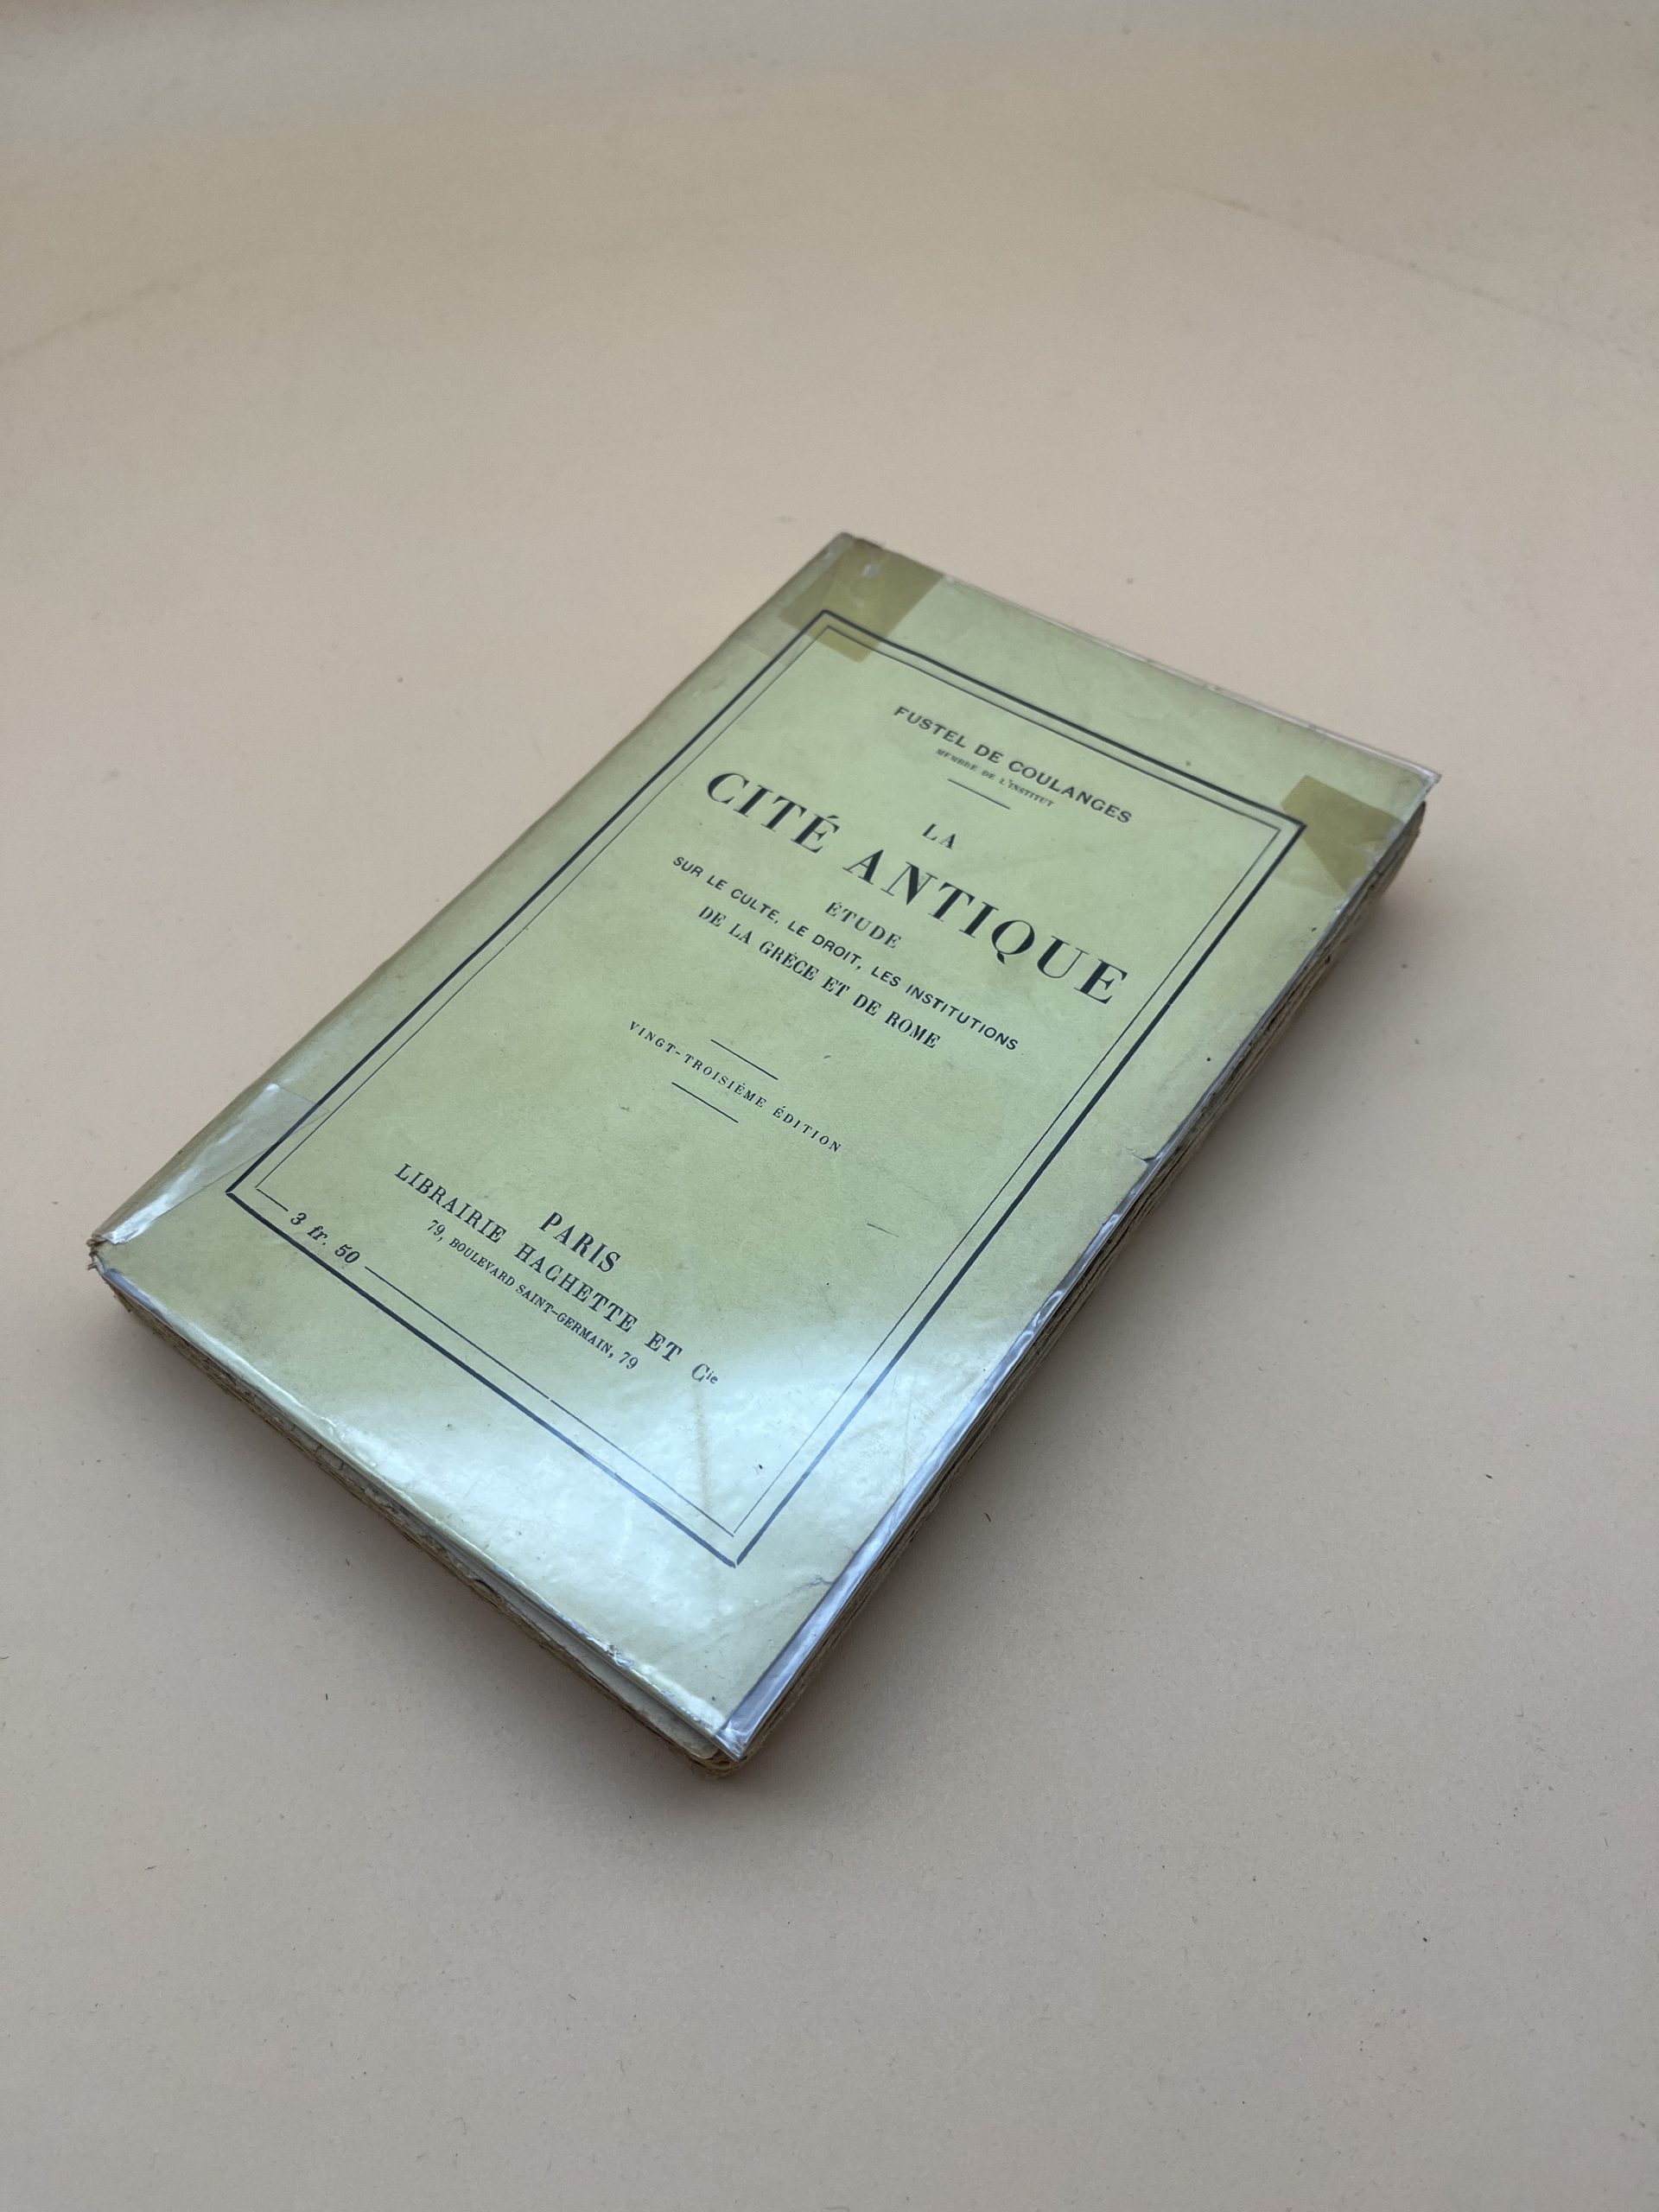 FUSTEL DE COULANGES
MEMBRE DE L'INSTITUT
LA
CITÉ ANTIQUE
ÉTUDE
SUR LE CULTE, LE DROIT, LES INSTITUTIONS
DE LA GRÈCE ET DE ROME
VINGT-TROISIÈME ÉDITION
PARIS
LIBRAIRIE HACHETTE ET Cie
79, BOULEVARD SAINT-GERMAIN, 79
3 fr. 50